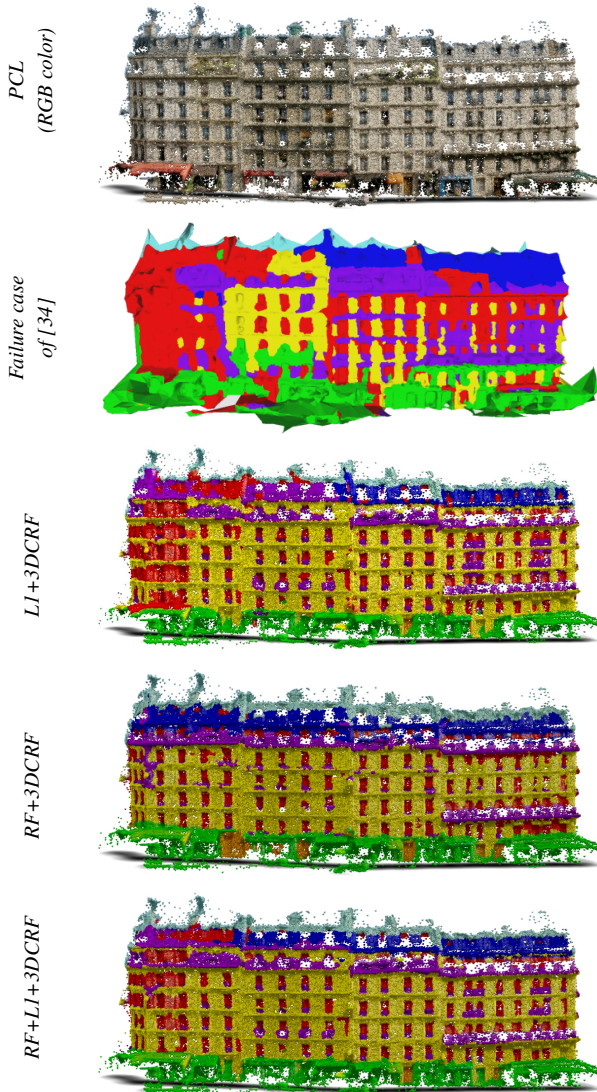 PCL
(RGB color)
Failure case
of [34]
L1+3DCRF
RF+3DCRF
RF+L1+3DCRF